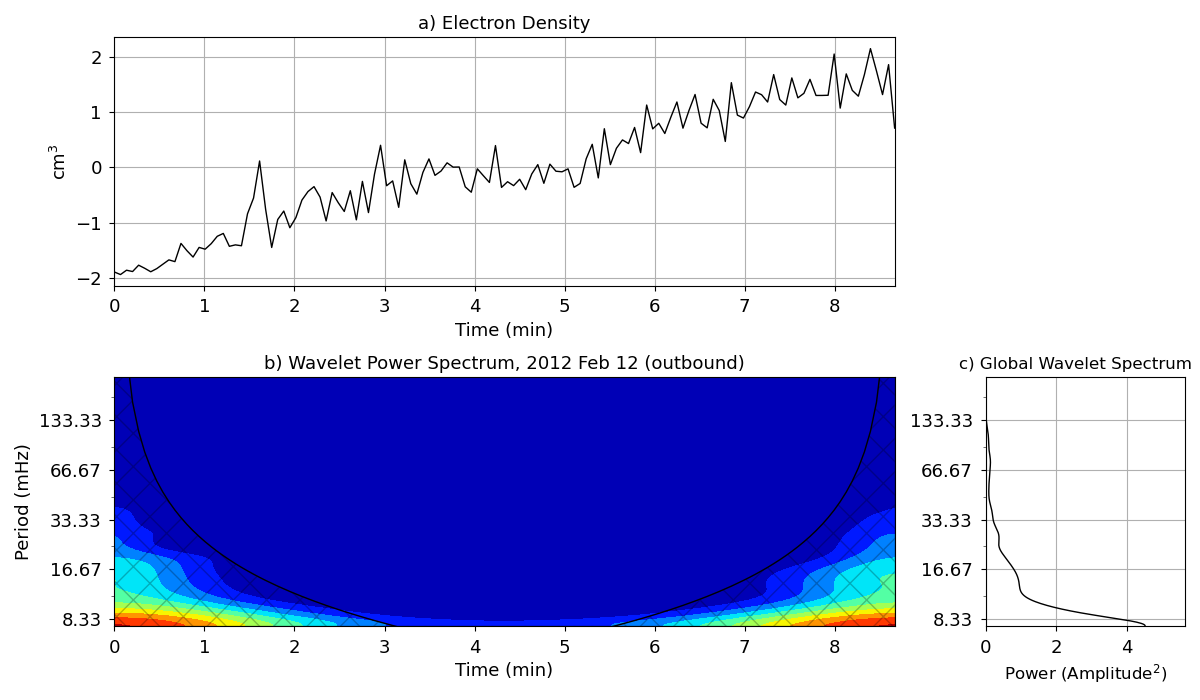 a) Electron Density
cm³
2
1
0
−1
−2
0 1 2 3 4 5 6 7 8
Time (min)
b) Wavelet Power Spectrum, 2012 Feb 12 (outbound)
Period (mHz)
133.33
66.67
33.33
16.67
8.33
0 1 2 3 4 5 6 7 8
Time (min)
c) Global Wavelet Spectrum
133.33
66.67
33.33
16.67
8.33
0 2 4
Power (Amplitude²)